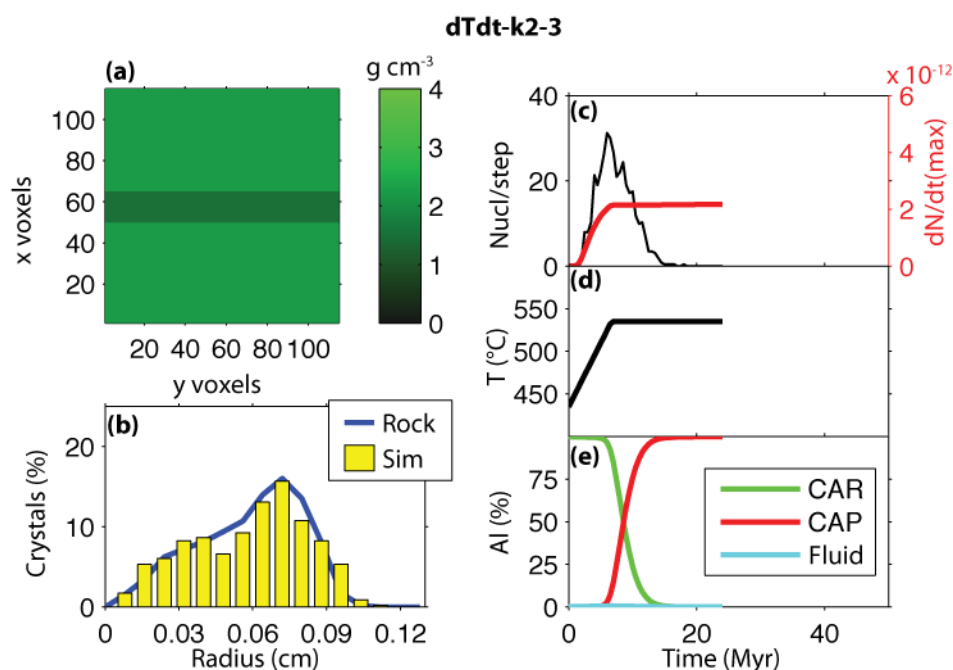 dTdt-k2-3
(a)
g cm-3
4
3
2
1
0
100
80
60
40
20
x voxels
20 40 60 80 100
y voxels
(b)
Rock
Sim
20
10
0
Crystals (%)
0 0.03 0.06 0.09 0.12
Radius (cm)
(c)
40
20
0
Nucl/step
x 10-12
6
4
2
0
dN/dt(max)
(d)
550
500
450
T (°C)
(e)
75
50
25
0
Al (%)
CAR
CAP
Fluid
0 20 40
Time (Myr)